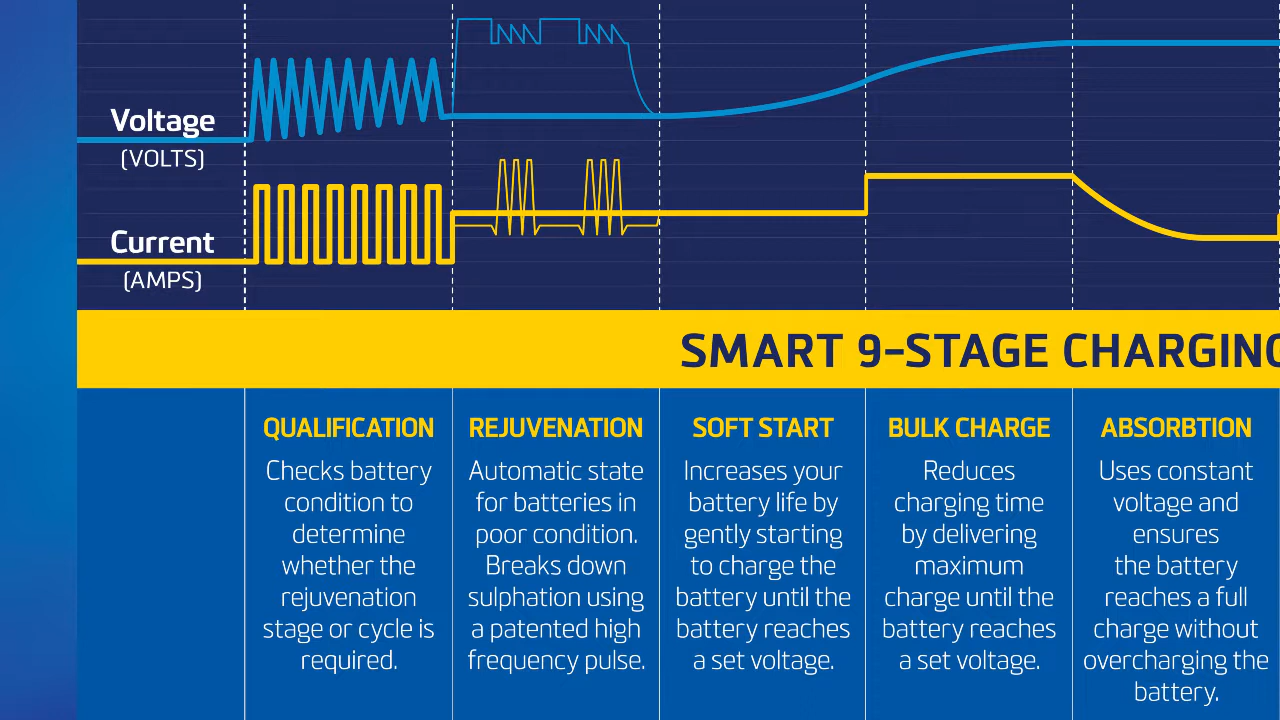 Voltage
(VOLTS)
Current
(AMPS)
SMART 9-STAGE CHARGING
QUALIFICATION
Checks battery
condition to
determine
whether the
rejuvenation
stage or cycle is
required.
REJUVENATION
Automatic state
for batteries in
poor condition.
Breaks down
sulphation using
a patented high
frequency pulse.
SOFT START
Increases your
battery life by
gently starting
to charge the
battery until the
battery reaches
a set voltage.
BULK CHARGE
Reduces
charging time
by delivering
maximum
charge until the
battery reaches
a set voltage.
ABSORBTION
Uses constant
voltage and
ensures
the battery
reaches a full
charge without
overcharging the
battery.